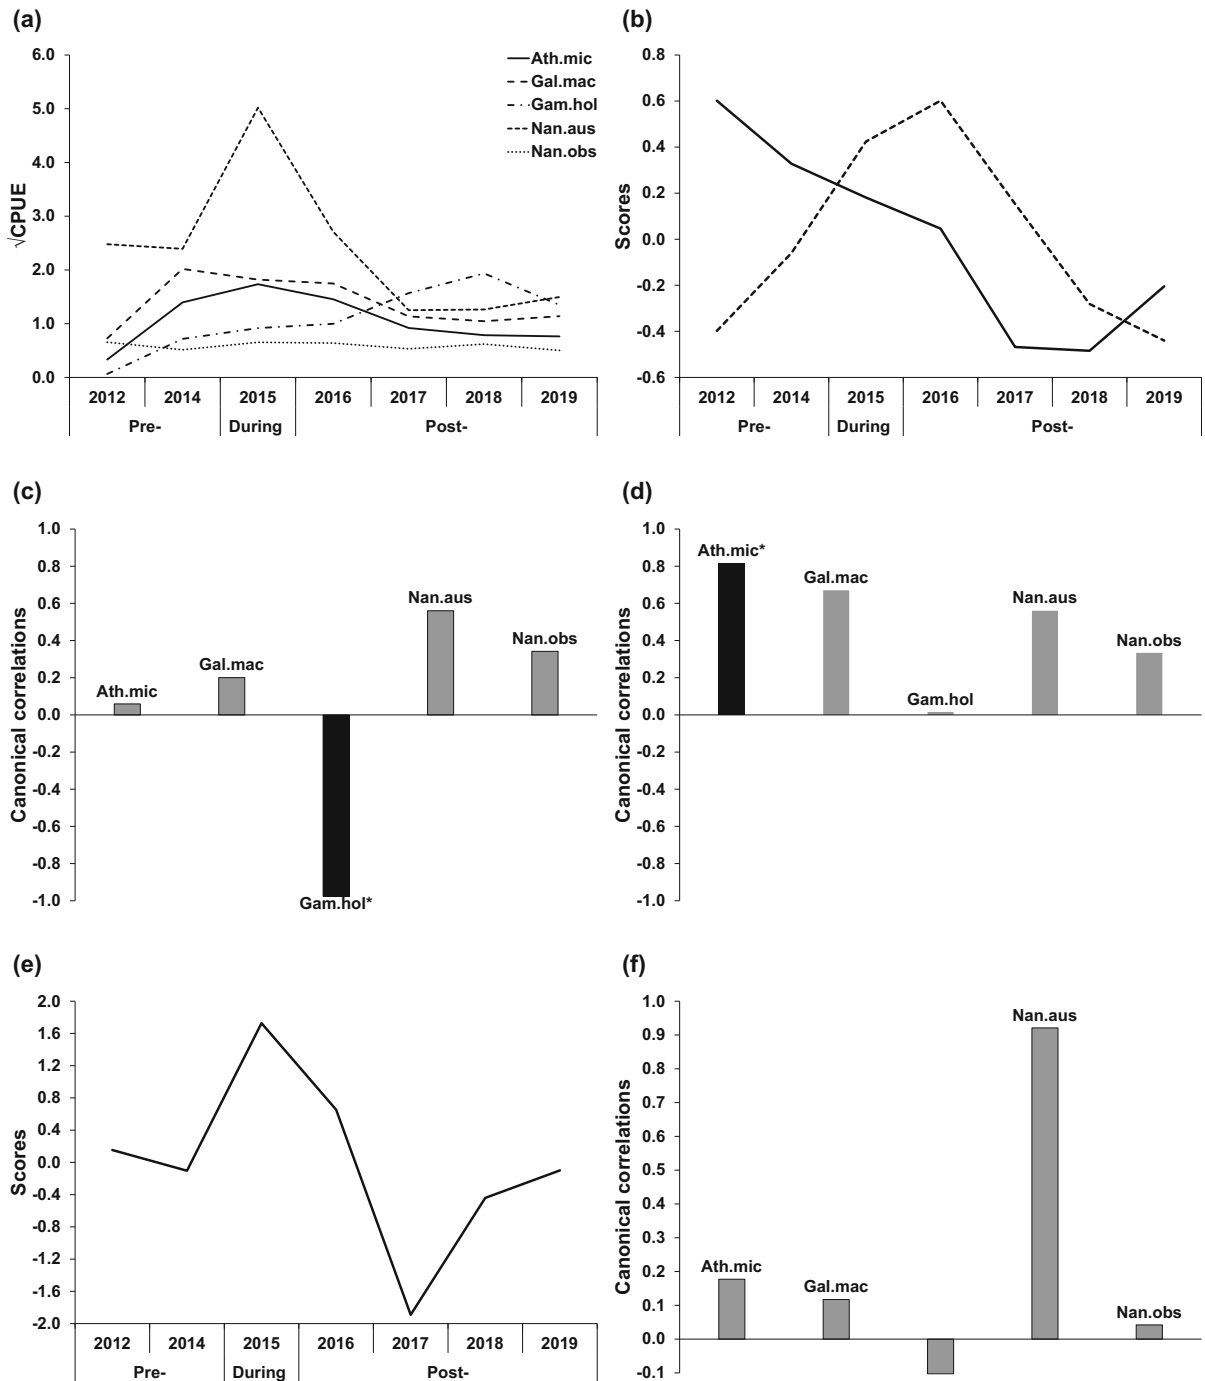 (a)
6.0
5.0
4.0
3.0
2.0
1.0
0.0
√CPUE
Ath.mic
Gal.mac
Gam.hol
Nan.aus
Nan.obs
2012 2014 2015 2016 2017 2018 2019
Pre- During Post-
(b)
0.8
0.6
0.4
0.2
0.0
-0.2
-0.4
-0.6
Scores
2012 2014 2015 2016 2017 2018 2019
Pre- During Post-
(c)
1.0
0.8
0.6
0.4
0.2
0.0
-0.2
-0.4
-0.6
-0.8
-1.0
Canonical correlations
Ath.mic
Gal.mac
Gam.hol*
Nan.aus
Nan.obs
(d)
1.0
0.8
0.6
0.4
0.2
0.0
-0.2
-0.4
-0.6
-0.8
-1.0
Canonical correlations
Ath.mic*
Gal.mac
Gam.hol
Nan.aus
Nan.obs
(e)
2.0
1.6
1.2
0.8
0.4
0.0
-0.4
-0.8
-1.2
-1.6
-2.0
Scores
2012 2014 2015 2016 2017 2018 2019
Pre- During Post-
(f)
1.0
0.9
0.8
0.7
0.6
0.5
0.4
0.3
0.2
0.1
0.0
-0.1
Canonical correlations
Ath.mic
Gal.mac
Nan.aus
Nan.obs